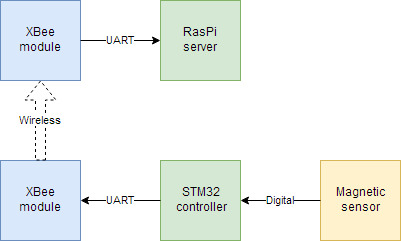 XBee
module
UART
RasPi
server
Wireless
XBee
module
UART
STM32
controller
Digital
Magnetic
sensor